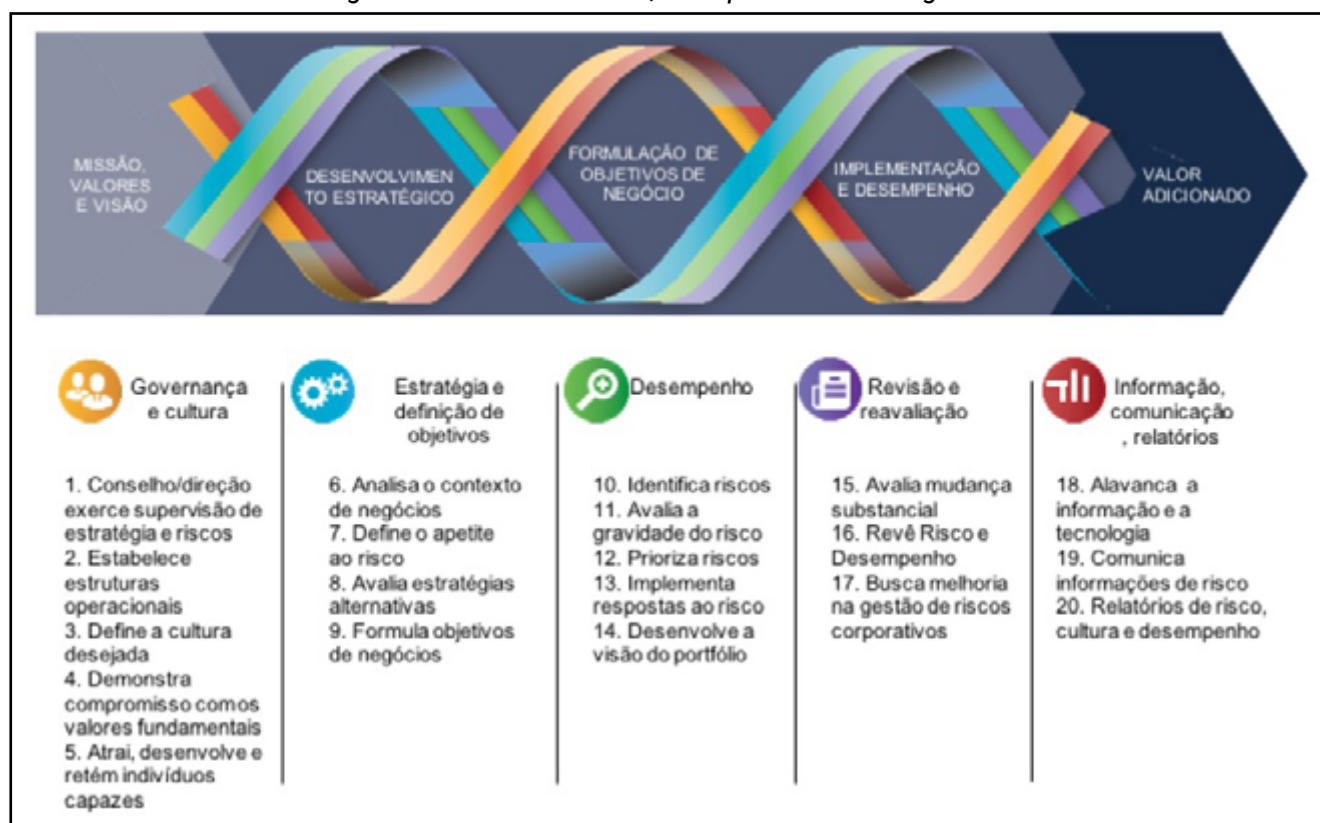 MISSÃO,
VALORES
E VISÃO
DESENVOLVIMEN
TO ESTRATÉGICO
FORMULAÇÃO DE
OBJETIVOS DE
NEGÓCIO
IMPLEMENTAÇÃO
E DESEMPENHO
VALOR
ADICIONADO
Governança
e cultura
1. Conselho/direção
exerce supervisão de
estratégia e riscos
2. Estabelece
estruturas
operacionais
3. Define a cultura
desejada
4. Demonstra
compromisso comos
valores fundamentais
5. Atrai, desenvolve e
retém indivíduos
capazes
Estratégia e
definição de
objetivos
6. Analisa o contexto
de negócios
7. Define o apetite
ao risco
8. Avalia estratégias
alternativas
9. Formula objetivos
de negócios
Desempenho
10. Identifica riscos
11. Avalia a
gravidade do risco
12. Prioriza riscos
13. Implementa
respostas ao risco
14. Desenvolve a
visão do portfólio
Revisão e
reavaliação
15. Avalia mudança
substancial
16. Revê Risco e
Desempenho
17. Busca melhoria
na gestão de riscos
corporativos
Informação,
comunicação
, relatórios
18. Alavanca a
informação e a
tecnologia
19. Comunica
informações de risco
20. Relatórios de risco,
cultura e desempenho